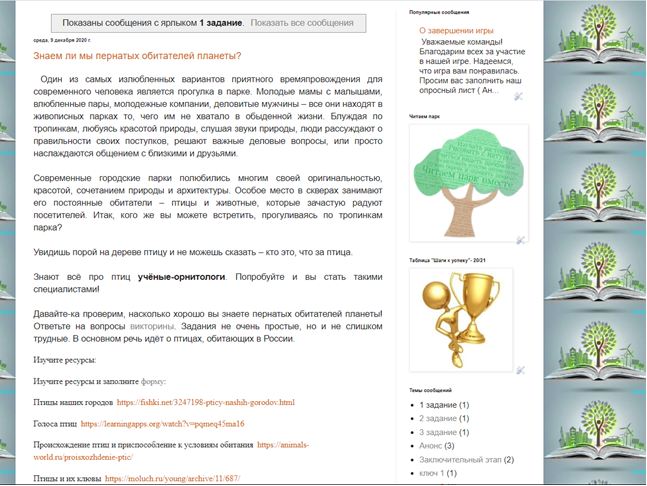 Показаны сообщения с ярлыком 1 задание. Показать все сообщения
среда, 9 декабря 2020 г.
Знаем ли мы пернатых обитателей планеты?
Один из самых излюбленных вариантов приятного времяпровождения для
современного человека является прогулка в парке. Молодые мамы с малышами,
влюбленные пары, молодежные компании, деловитые мужчины – все они находят в
живописных парках то, чего им не хватало в обыденной жизни. Блуждая по
тропинкам, любуясь красотой природы, слушая звуки природы, люди рассуждают о
правильности своих поступков, решают важные деловые вопросы, или просто
наслаждаются общением с близкими и друзьями.
Современные городские парки полюбились многим своей оригинальностью,
красотой, сочетанием природы и архитектуры. Особое место в скверах занимают
его постоянные обитатели – птицы и животные, которые зачастую радуют
посетителей. Итак, кого же вы можете встретить, прогуливаясь по тропинкам
парка?
Увидишь порой на дереве птицу и не можешь сказать – кто это, что за птица.
Знают всё про птиц учёные-орнитологи. Попробуйте и вы стать такими
специалистами!
Давайте-ка проверим, насколько хорошо вы знаете пернатых обитателей планеты!
Ответьте на вопросы викторины. Задания не очень простые, но и не слишком
трудные. В основном речь идёт о птицах, обитающих в России.
Изучите ресурсы:
Изучите ресурсы и заполните форму:
Птицы наших городов https://fishki.net/3247198-pticy-nashih-gorodov.html
Голоса птиц https://learningapps.org/watch?v=pqmeq45ma16
Происхождение птиц и приспособление к условиям обитания https://animals-
world.ru/proisxozhdenie-ptic/
Птицы и их клювы https://moluch.ru/young/archive/11/687/
Популярные сообщения
О завершении игры
Уважаемые команды!
Благодарим всех за участие
в нашей игре. Надеемся,
что игра вам понравилась.
Просим вас заполнить наш
опросный лист ( Ан...
Читаем парк
Читаем парк вместе
Таблица "Шаги к успеху"- 20/21
Темы сообщений
1 задание (1)
2 задание (1)
3 задание (1)
Анонс (3)
Заключительный этап (2)
ключ 1 (1)